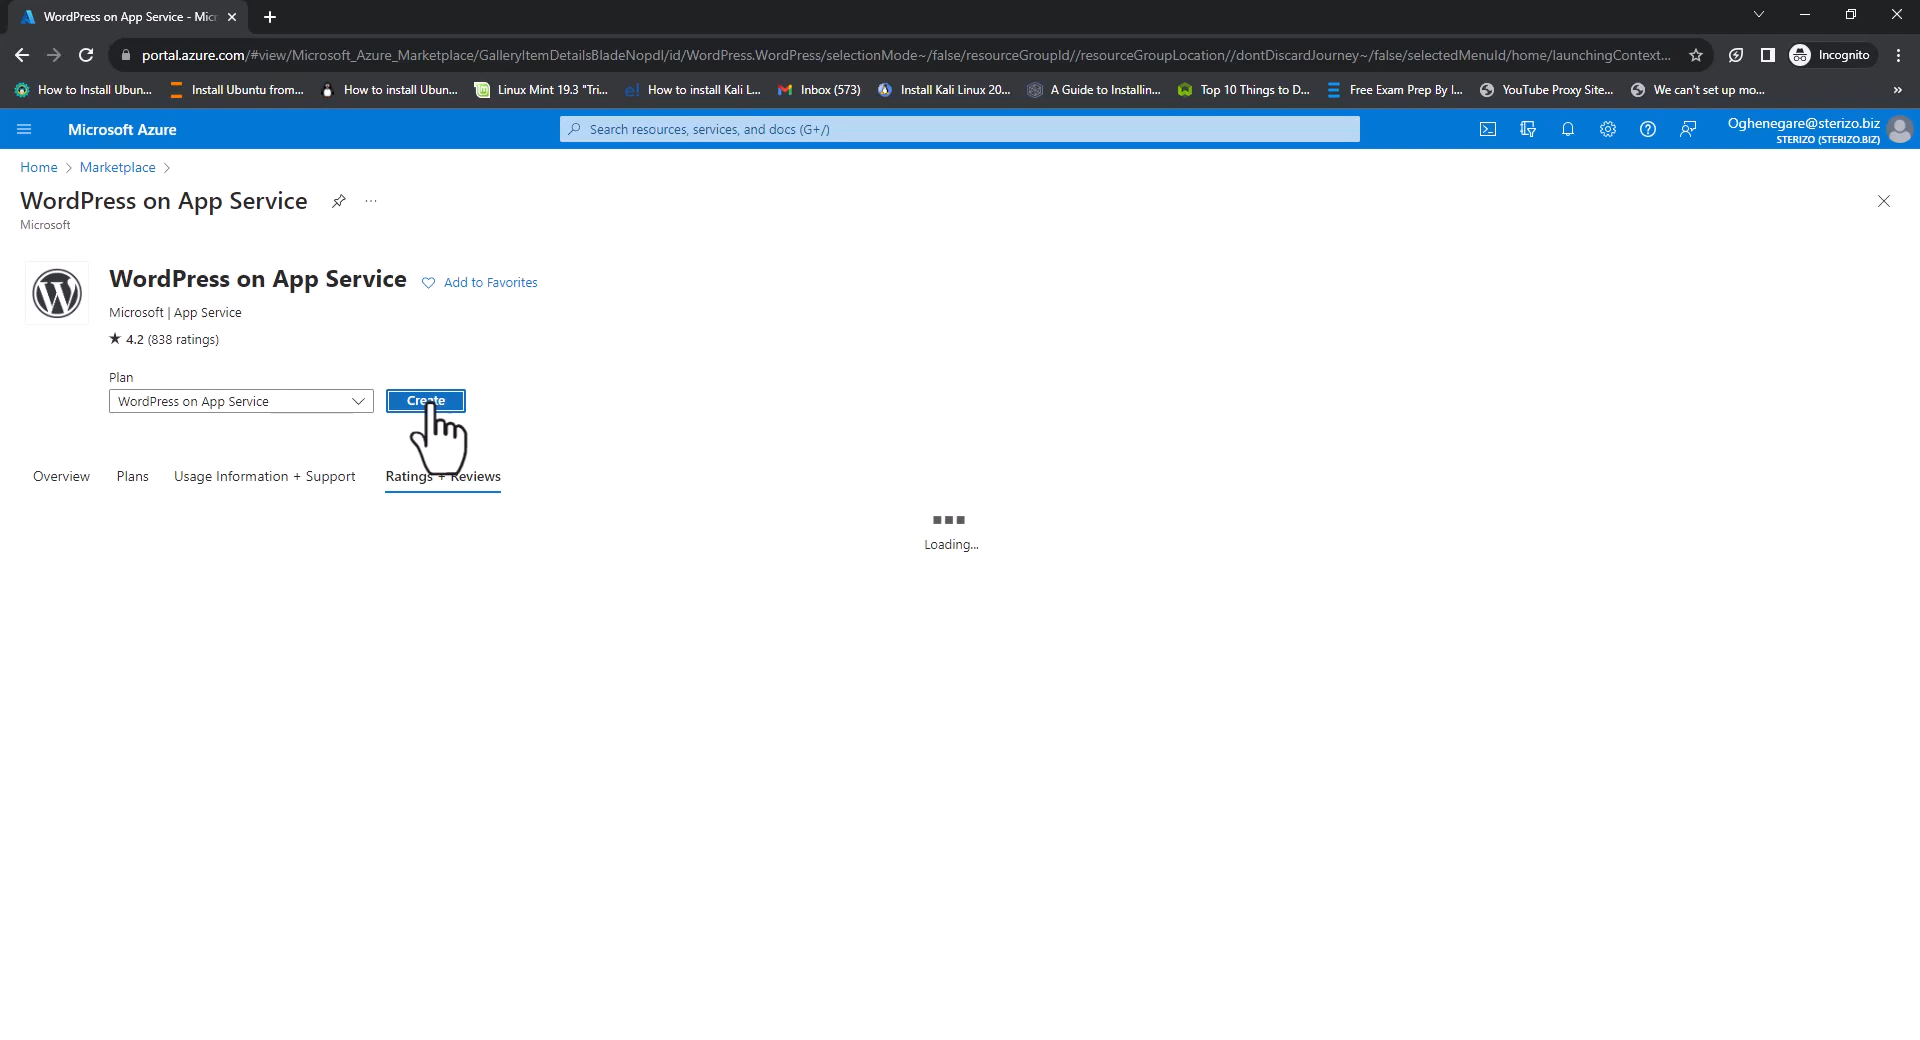 WordPress on App Service - Micr
portal.azure.com/#view/Microsoft_Azure_Marketplace/GalleryItemDetailsBladeNopdl/id/WordPress.WordPress/selectionMode~/false/resourceGroupId//resourceGroupLocation//dontDiscardJourney~/false/selectedMenuId/home/launchingContext...
Incognito
How to Install Ubun...
Install Ubuntu from...
How to install Ubun...
Linux Mint 19.3 "Tri...
How to install Kali L...
Inbox (573)
Install Kali Linux 20...
A Guide to Installin...
Top 10 Things to D...
Free Exam Prep By I...
YouTube Proxy Site...
We can't set up mo...
»
Microsoft Azure
Search resources, services, and docs (G+/)
Oghenegare@sterizo.biz
STERIZO (STERIZO.BIZ)
Home > Marketplace >
WordPress on App Service
Microsoft
WordPress on App Service
Add to Favorites
Microsoft | App Service
★ 4.2 (838 ratings)
Plan
WordPress on App Service
Create
Overview
Plans
Usage Information + Support
Ratings + Reviews
Loading...